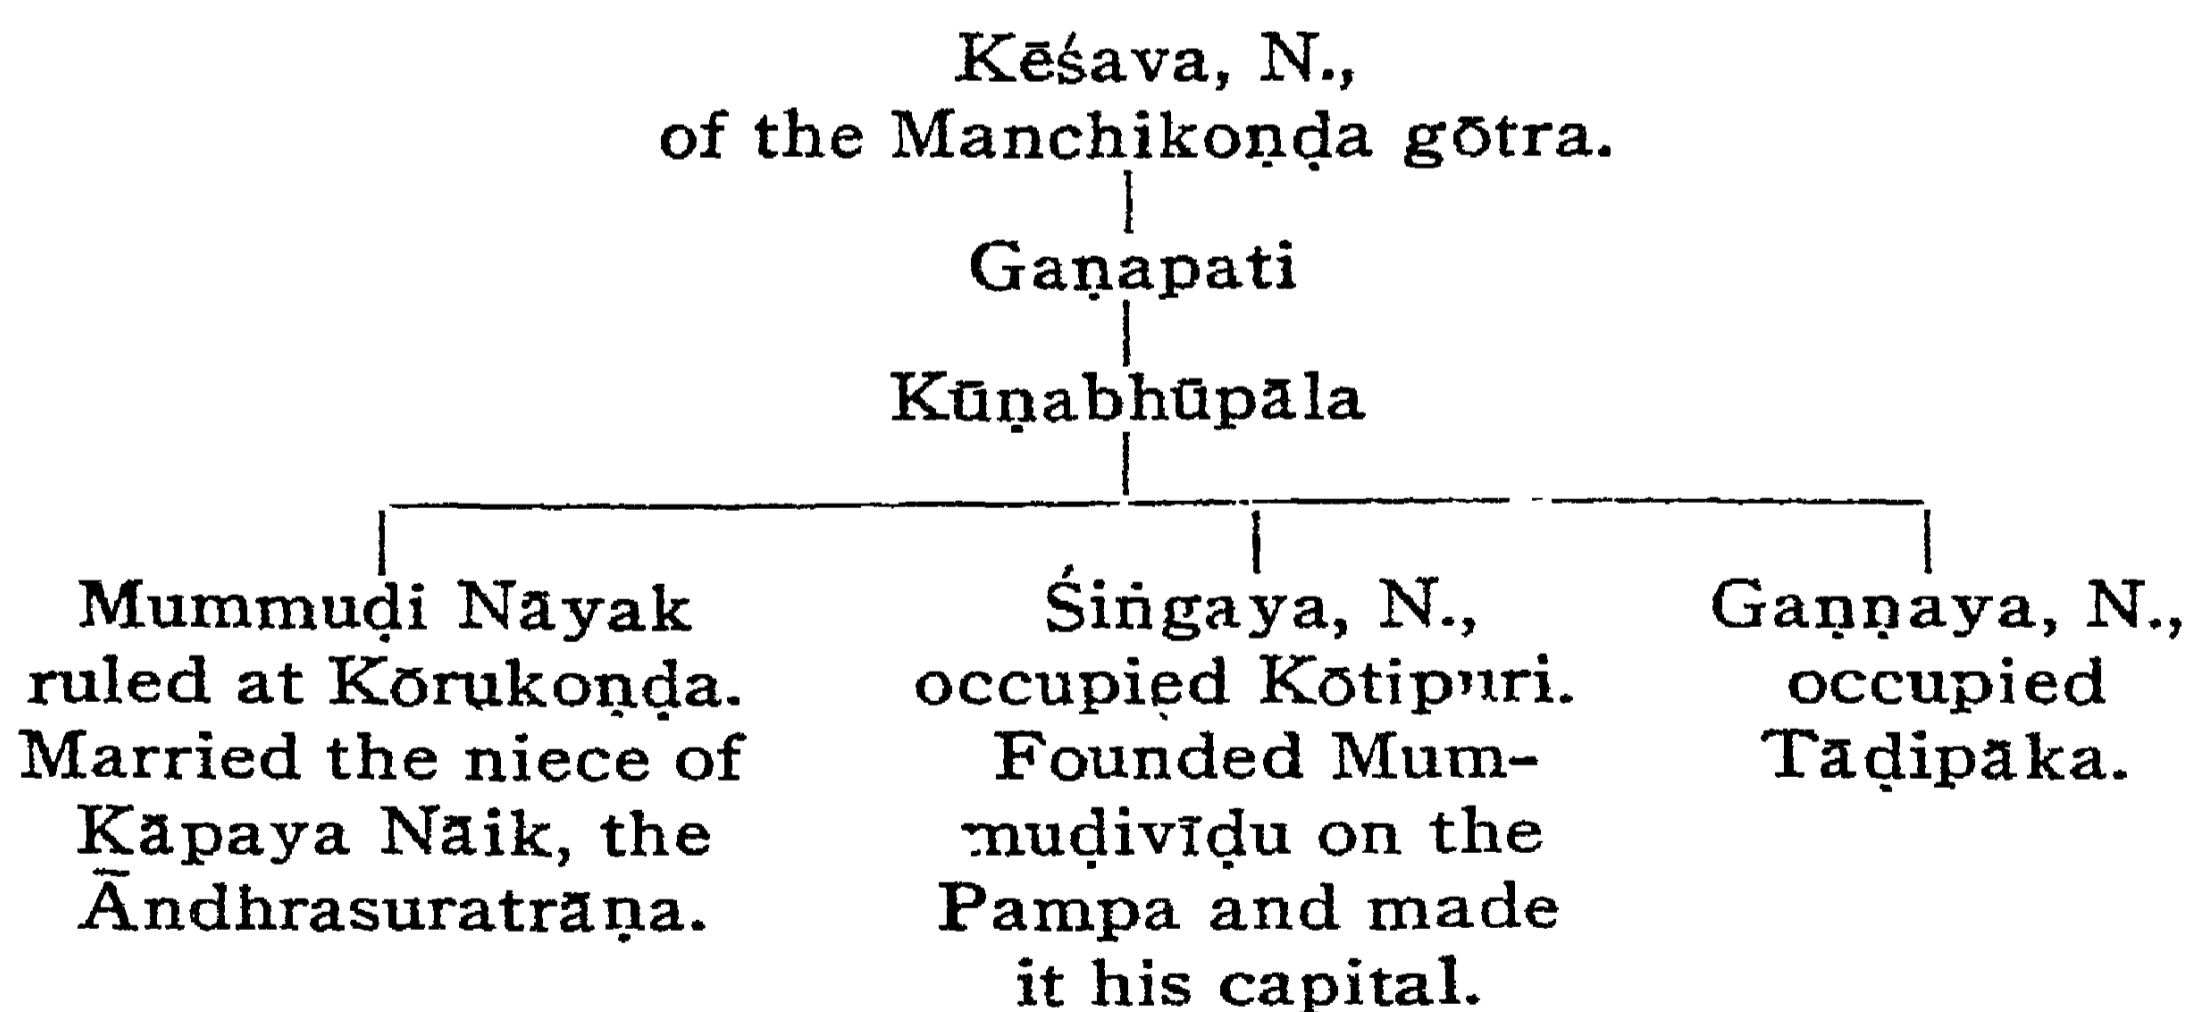 Kēśava, N.,
of the Manchikoṇḍa gōtra.
Gaṇapati
Kūṇabhūpāla
Mummuḍi Nāyak
ruled at Kōrukoṇḍa.
Married the niece of
Kāpaya Nāik, the
Āndhrasuratrāṇa.
Śiṅgaya, N.,
occupied Kōtipuri.
Founded Mum-
muḍivīḍu on the
Pampa and made
it his capital.
Gaṇṇaya, N.,
occupied
Tāḍipāka.